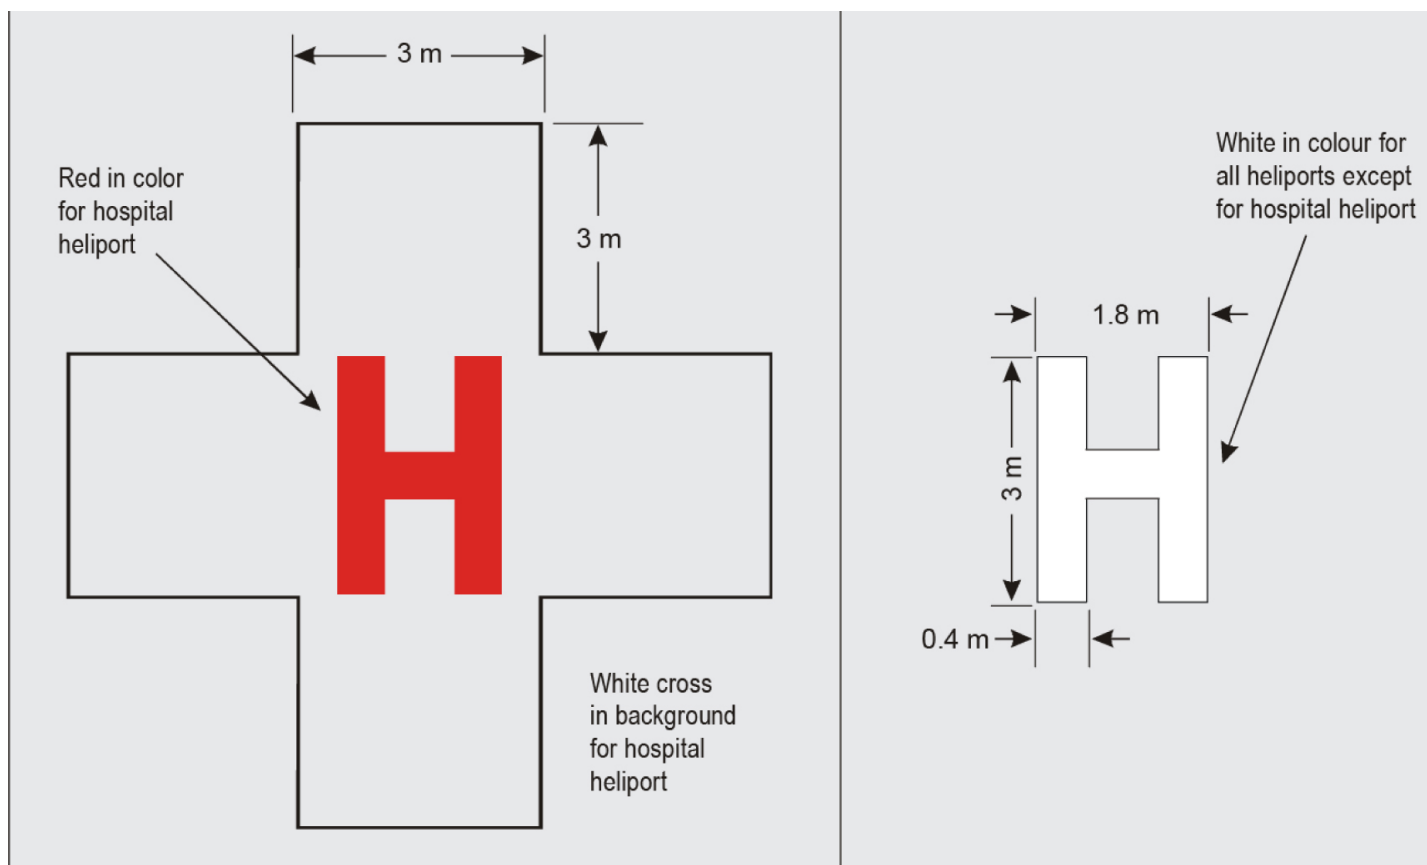 3 m
3 m
Red in color
for hospital
heliport
H
White cross
in background
for hospital
heliport
White in colour for
all heliports except
for hospital heliport
1.8 m
3 m
H
0.4 m